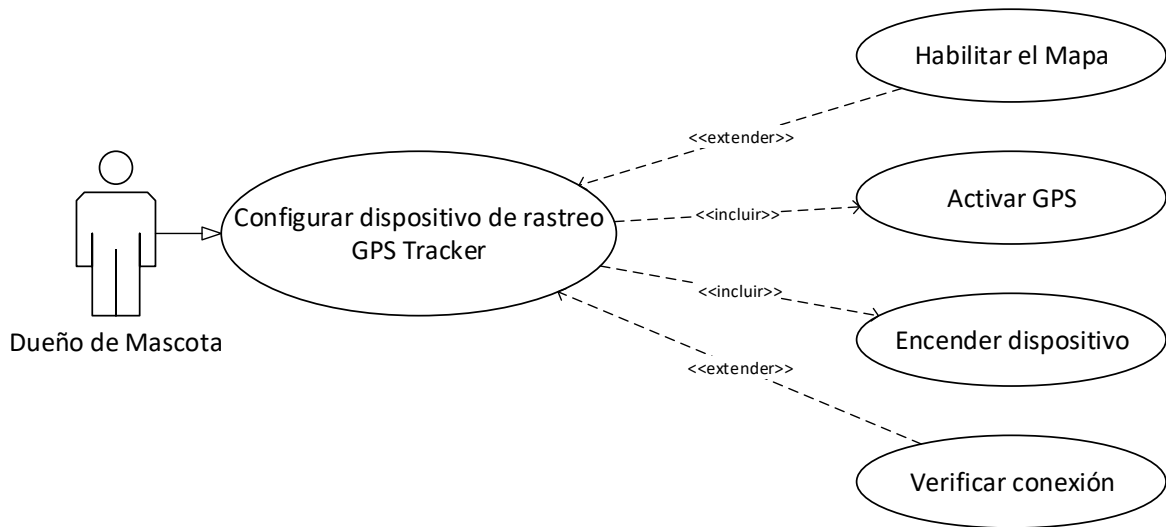 Habilitar el Mapa
<<extender>>
Activar GPS
<<incluir>>
Configurar dispositivo de rastreo
GPS Tracker
<<incluir>>
Encender dispositivo
Dueño de Mascota
<<extender>>
Verificar conexión